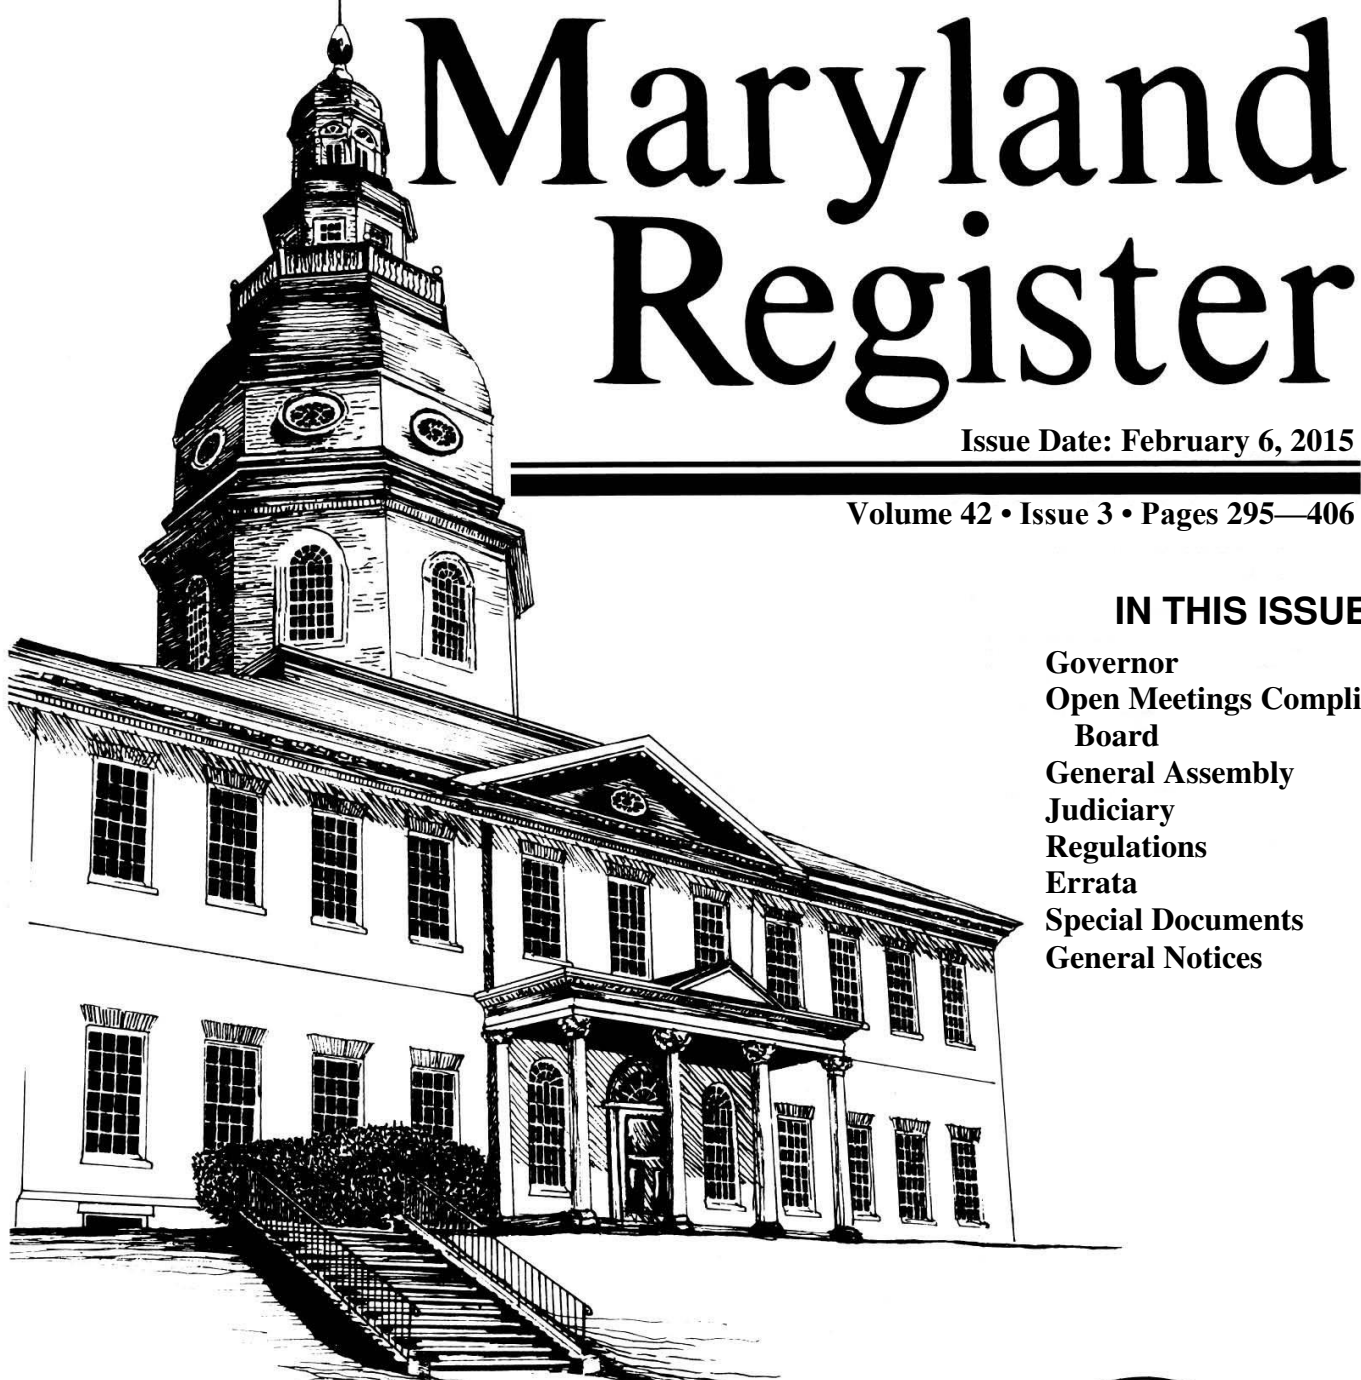 Maryland
Register
Issue Date: February 6, 2015
Volume 42 • Issue 3 • Pages 295—406
IN THIS ISSUE
Governor
Open Meetings Compli
Board
General Assembly
Judiciary
Regulations
Errata
Special Documents
General Notices